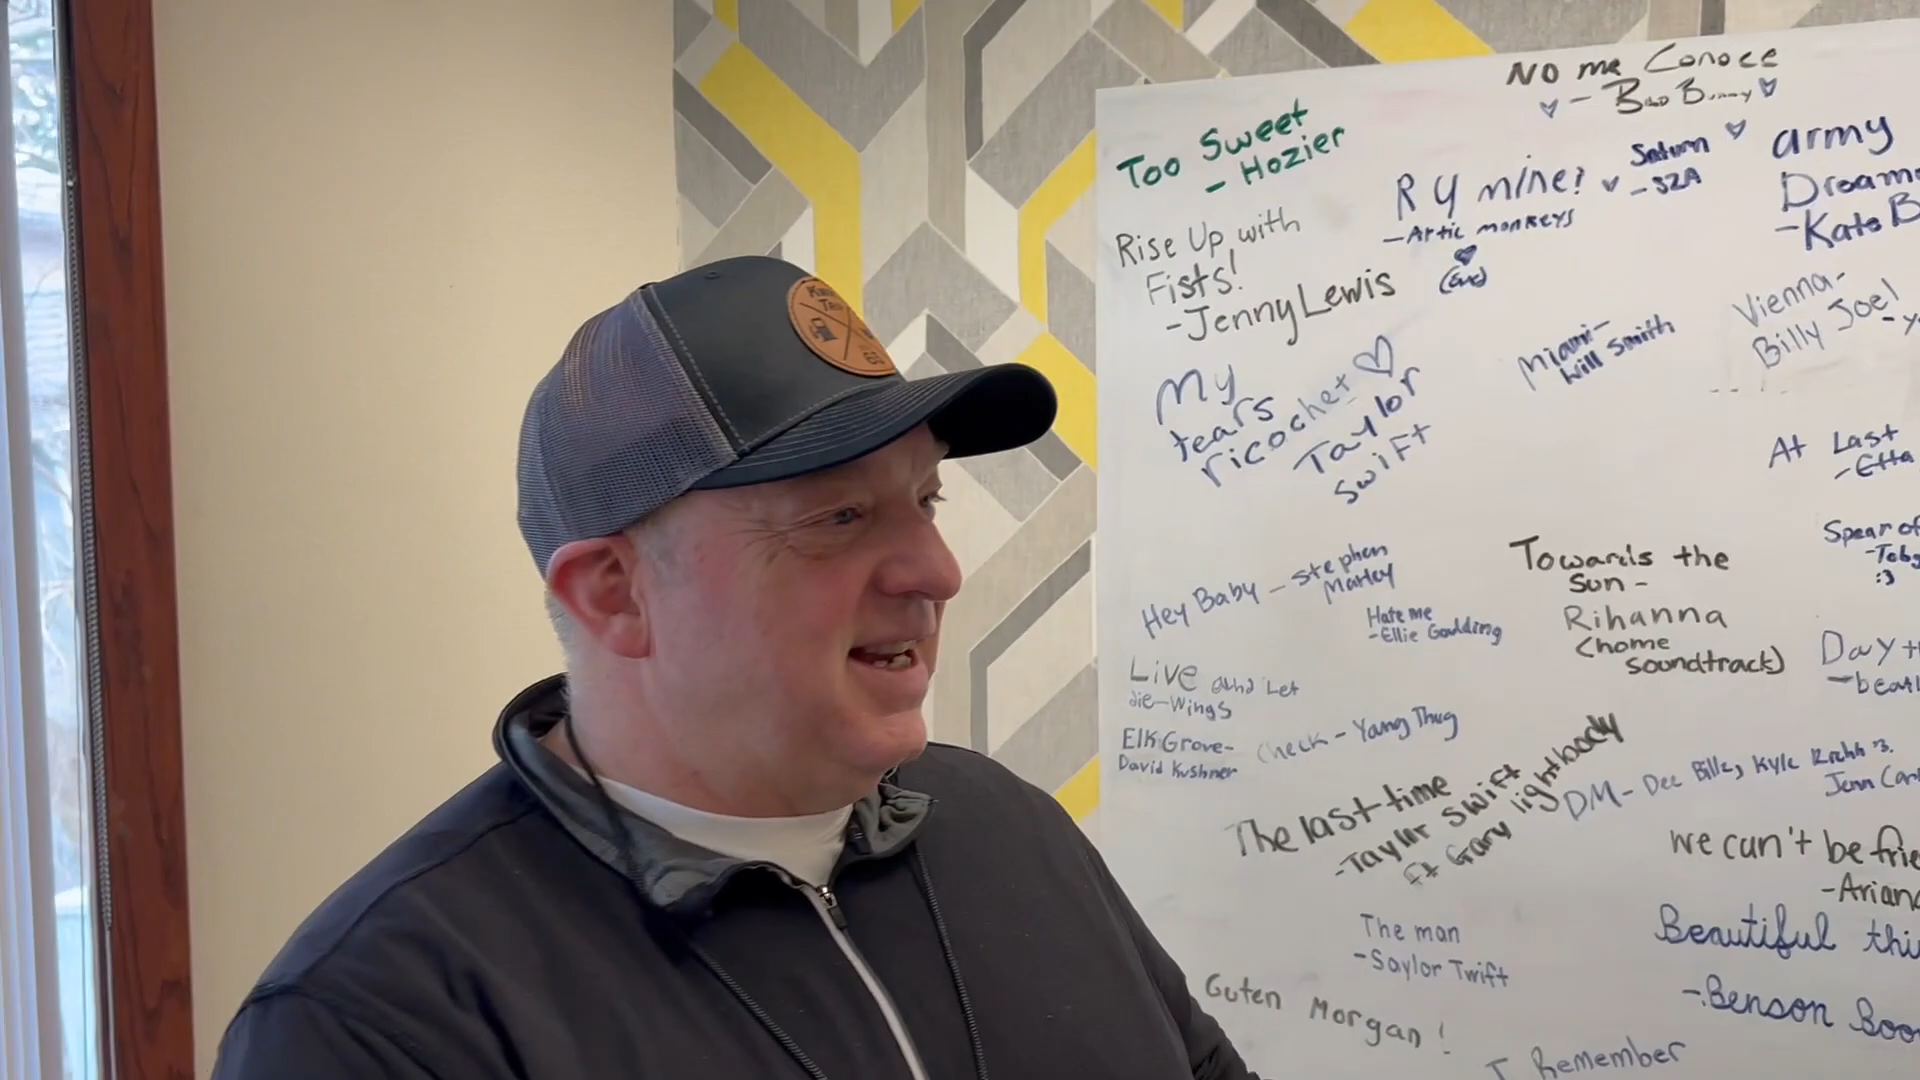 No me Conoce
- Bad Bunny
Too Sweet
- Hozier
R U mine?
-Artic monkeys
Saturn
- SZA
army
-Kate B
Rise Up with
Fists!
-Jenny Lewis
Vienna-
Billy Joel
Miami-
Will Smith
My
tears
ricochet
Taylor
Swift
At Last
-Etta
Spear of
:3
Hey Baby - Stephen
Marley
Hate me
-Ellie Goulding
Towards the
Sun -
Rihanna
(home
soundtrack)
Live and Let
die-Wings
Elk Grove-
David Kushner
Check - Young Thug
The last time
-Taylor Swift
ft Gary lightbody
DM- Dee Billz, Kyle
we can't be frie
-Ariana
The man
-Saylor Twift
Beautiful thi
-Benson Boo
Guten Morgan!
I Remember